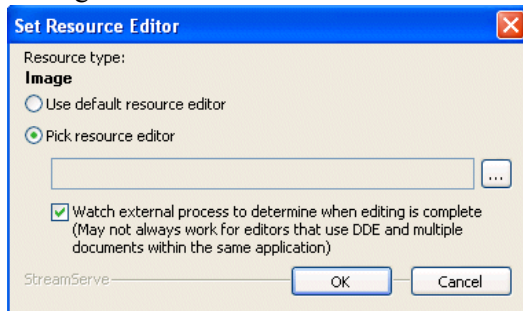 Set Resource Editor
Resource type:
Image
Use default resource editor
Pick resource editor
...
Watch external process to determine when editing is complete
(May not always work for editors that use DDE and multiple
documents within the same application)
StreamServe
OK
Cancel